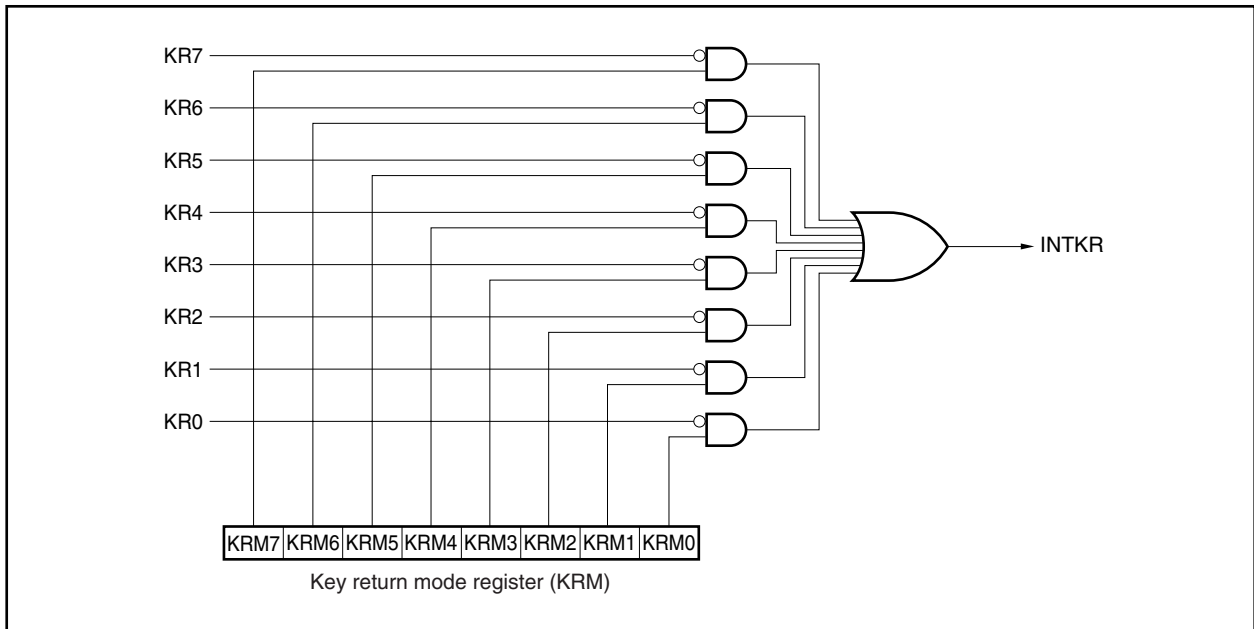 KR7
KR6
KR5
KR4
KR3
KR2
KR1
KR0
INTKR
KRM7 KRM6 KRM5 KRM4 KRM3 KRM2 KRM1 KRM0
Key return mode register (KRM)